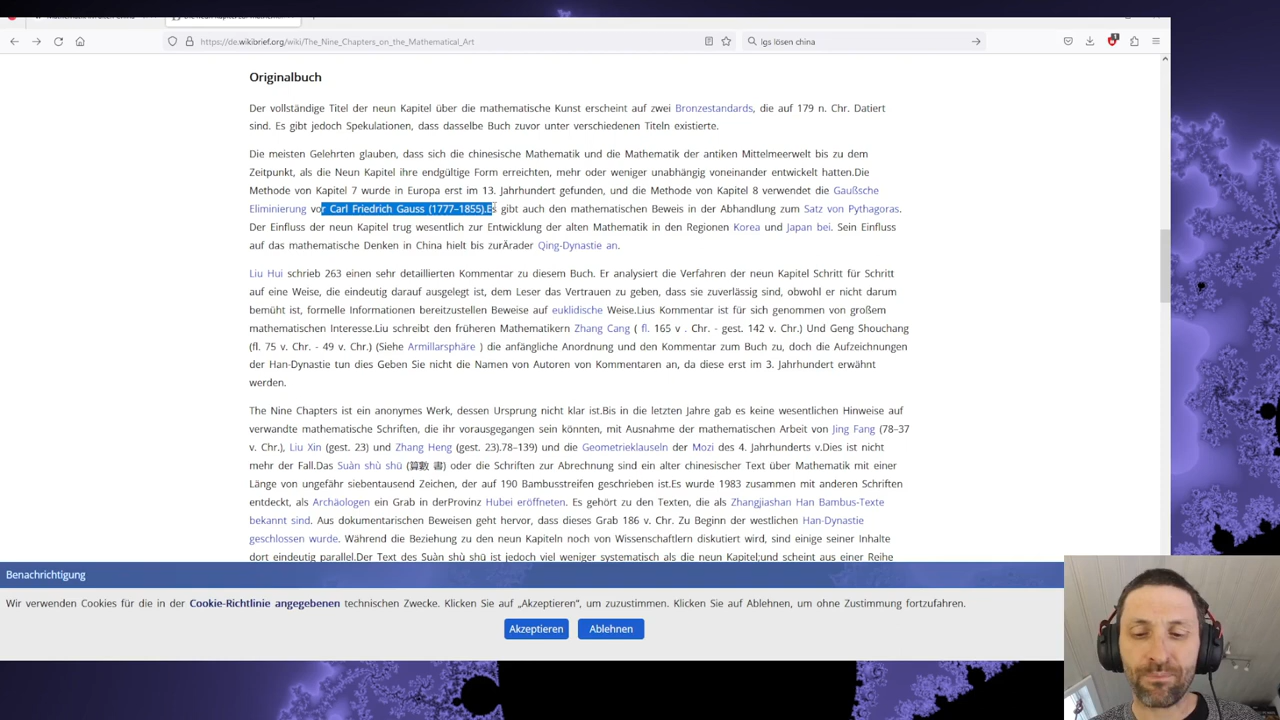 https://de.wikibrief.org/wiki/The_Nine_Chapters_on_the_Mathematical_Art
lgs lösen china
Originalbuch
Der vollständige Titel der neun Kapitel über die mathematische Kunst erscheint auf zwei Bronzestandards, die auf 179 n. Chr. Datiert
sind. Es gibt jedoch Spekulationen, dass dasselbe Buch zuvor unter verschiedenen Titeln existierte.
Die meisten Gelehrten glauben, dass sich die chinesische Mathematik und die Mathematik der antiken Mittelmeerwelt bis zu dem
Zeitpunkt, als die Neun Kapitel ihre endgültige Form erreichten, mehr oder weniger unabhängig voneinander entwickelt hatten.Die
Methode von Kapitel 7 wurde in Europa erst im 13. Jahrhundert gefunden, und die Methode von Kapitel 8 verwendet die Gaußsche
Eliminierung vor Carl Friedrich Gauss (1777–1855).Es gibt auch den mathematischen Beweis in der Abhandlung zum Satz von Pythagoras.
Der Einfluss der neun Kapitel trug wesentlich zur Entwicklung der alten Mathematik in den Regionen Korea und Japan bei. Sein Einfluss
auf das mathematische Denken in China hielt bis zurÄrader Qing-Dynastie an.
Liu Hui schrieb 263 einen sehr detaillierten Kommentar zu diesem Buch. Er analysiert die Verfahren der neun Kapitel Schritt für Schritt
auf eine Weise, die eindeutig darauf ausgelegt ist, dem Leser das Vertrauen zu geben, dass sie zuverlässig sind, obwohl er nicht darum
bemüht ist, formelle Informationen bereitzustellen Beweise auf euklidische Weise.Lius Kommentar ist für sich genommen von großem
mathematischen Interesse.Liu schreibt den früheren Mathematikern Zhang Cang ( fl. 165 v . Chr. - gest. 142 v. Chr.) Und Geng Shouchang
(fl. 75 v. Chr. - 49 v. Chr.) (Siehe Armillarsphäre ) die anfängliche Anordnung und den Kommentar zum Buch zu, doch die Aufzeichnungen
der Han-Dynastie tun dies Geben Sie nicht die Namen von Autoren von Kommentaren an, da diese erst im 3. Jahrhundert erwähnt
werden.
The Nine Chapters ist ein anonymes Werk, dessen Ursprung nicht klar ist.Bis in die letzten Jahre gab es keine wesentlichen Hinweise auf
verwandte mathematische Schriften, die ihr vorausgegangen sein könnten, mit Ausnahme der mathematischen Arbeit von Jing Fang (78–37
v. Chr.), Liu Xin (gest. 23) und Zhang Heng (gest. 23).78–139) und die Geometrieklauseln der Mozi des 4. Jahrhunderts v.Dies ist nicht
mehr der Fall.Das Suàn shù shū (算數 書) oder die Schriften zur Abrechnung sind ein alter chinesischer Text über Mathematik mit einer
Länge von ungefähr siebentausend Zeichen, der auf 190 Bambusstreifen geschrieben ist.Es wurde 1983 zusammen mit anderen Schriften
entdeckt, als Archäologen ein Grab in derProvinz Hubei eröffneten. Es gehört zu den Texten, die als Zhangjiashan Han Bambus-Texte
bekannt sind. Aus dokumentarischen Beweisen geht hervor, dass dieses Grab 186 v. Chr. Zu Beginn der westlichen Han-Dynastie
geschlossen wurde. Während die Beziehung zu den neun Kapiteln noch von Wissenschaftlern diskutiert wird, sind einige seiner Inhalte
dort eindeutig parallel.Der Text des Suàn shù shū ist jedoch viel weniger systematisch als die neun Kapitel;und scheint aus einer Reihe
Benachrichtigung
Wir verwenden Cookies für die in der Cookie-Richtlinie angegebenen technischen Zwecke. Klicken Sie auf „Akzeptieren", um zuzustimmen. Klicken Sie auf Ablehnen, um ohne Zustimmung fortzufahren.
Akzeptieren Ablehnen